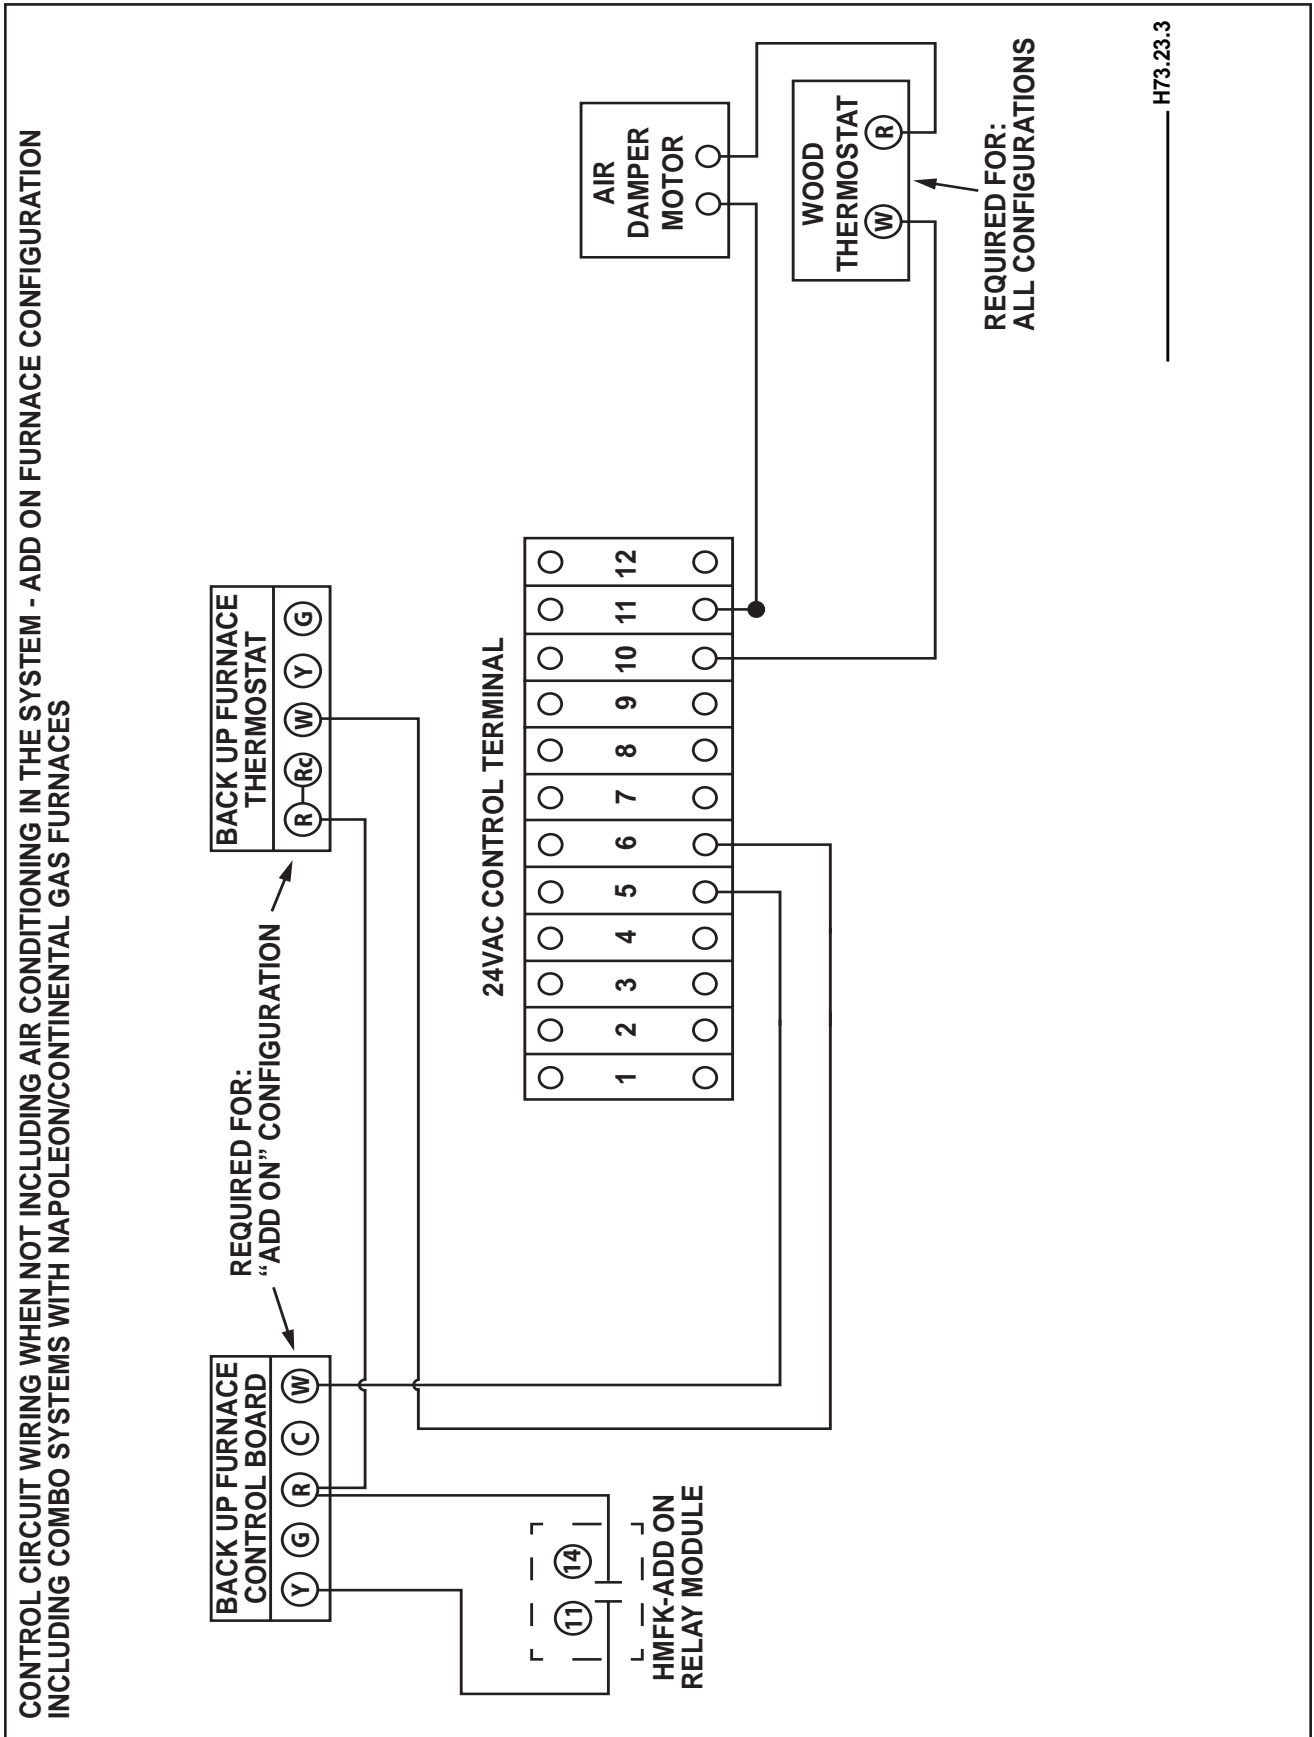 CONTROL CIRCUIT WIRING WHEN NOT INCLUDING AIR CONDITIONING IN THE SYSTEM - ADD ON FURNACE CONFIGURATION
INCLUDING COMBO SYSTEMS WITH NAPOLEON/CONTINENTAL GAS FURNACES
BACK UP FURNACE
CONTROL BOARD
Y G R C W
REQUIRED FOR:
“ADD ON” CONFIGURATION
BACK UP FURNACE
THERMOSTAT
R Rc W Y G
HMFK-ADD ON
RELAY MODULE
11 14
24VAC CONTROL TERMINAL
1 2 3 4 5 6 7 8 9 10 11 12
AIR
DAMPER
MOTOR
WOOD
THERMOSTAT
W R
REQUIRED FOR:
ALL CONFIGURATIONS
H73.23.3